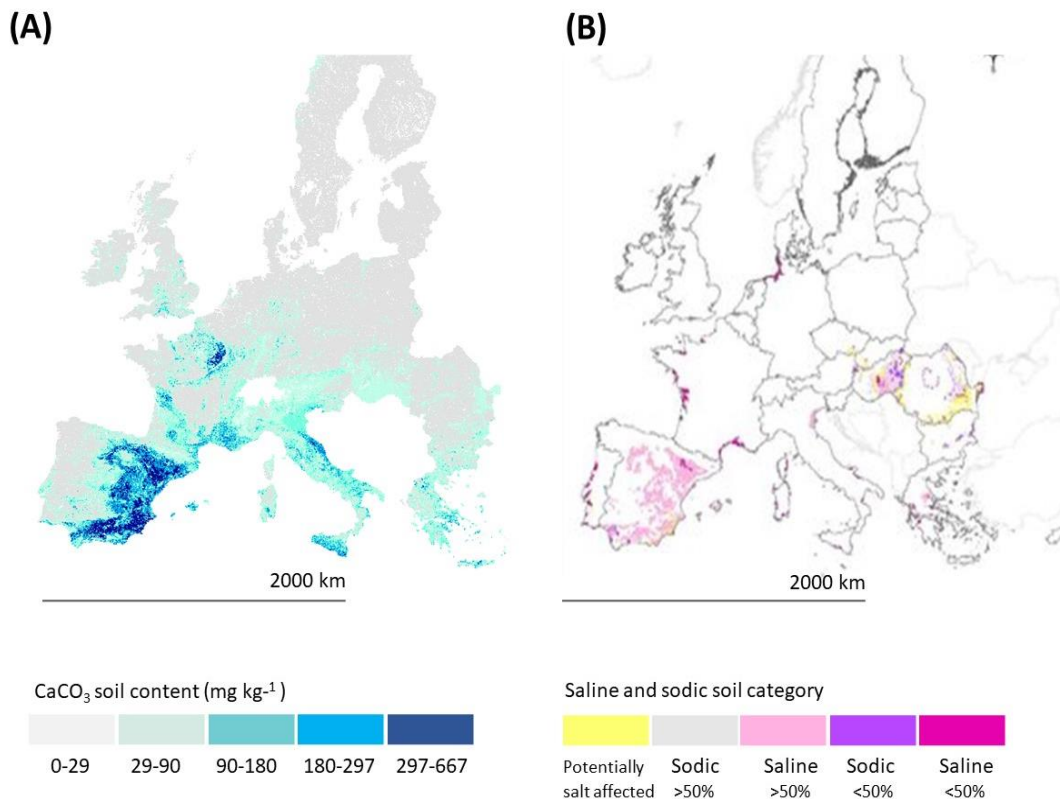 (A)
(B)
2000 km
2000 km
CaCO₃ soil content (mg kg-¹ )
0-29 29-90 90-180 180-297 297-667
Saline and sodic soil category
Potentially salt affected
Sodic >50%
Saline >50%
Sodic <50%
Saline <50%